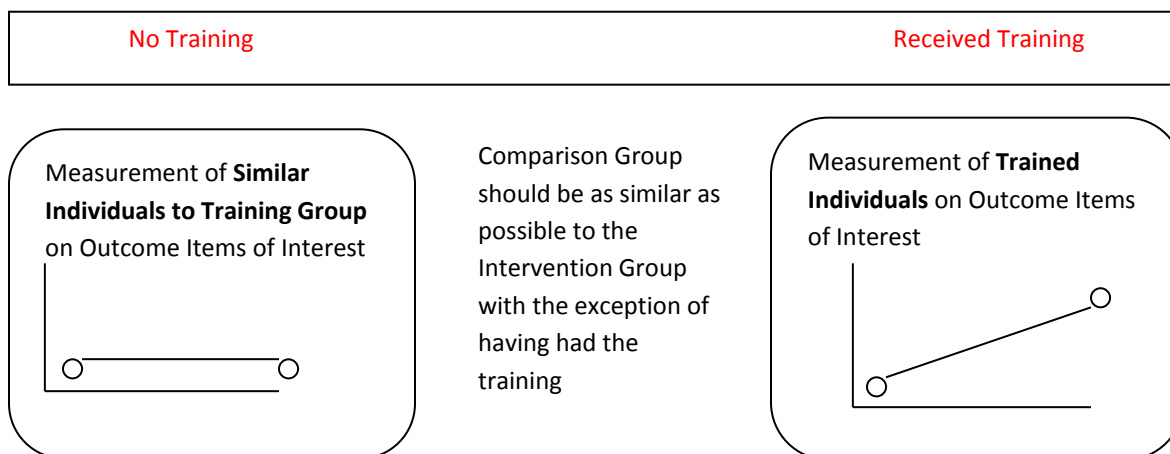 No Training
Received Training
Measurement of Similar
Individuals to Training Group
on Outcome Items of Interest
Comparison Group
should be as similar as
possible to the
Intervention Group
with the exception of
having had the
training
Measurement of Trained
Individuals on Outcome Items
of Interest